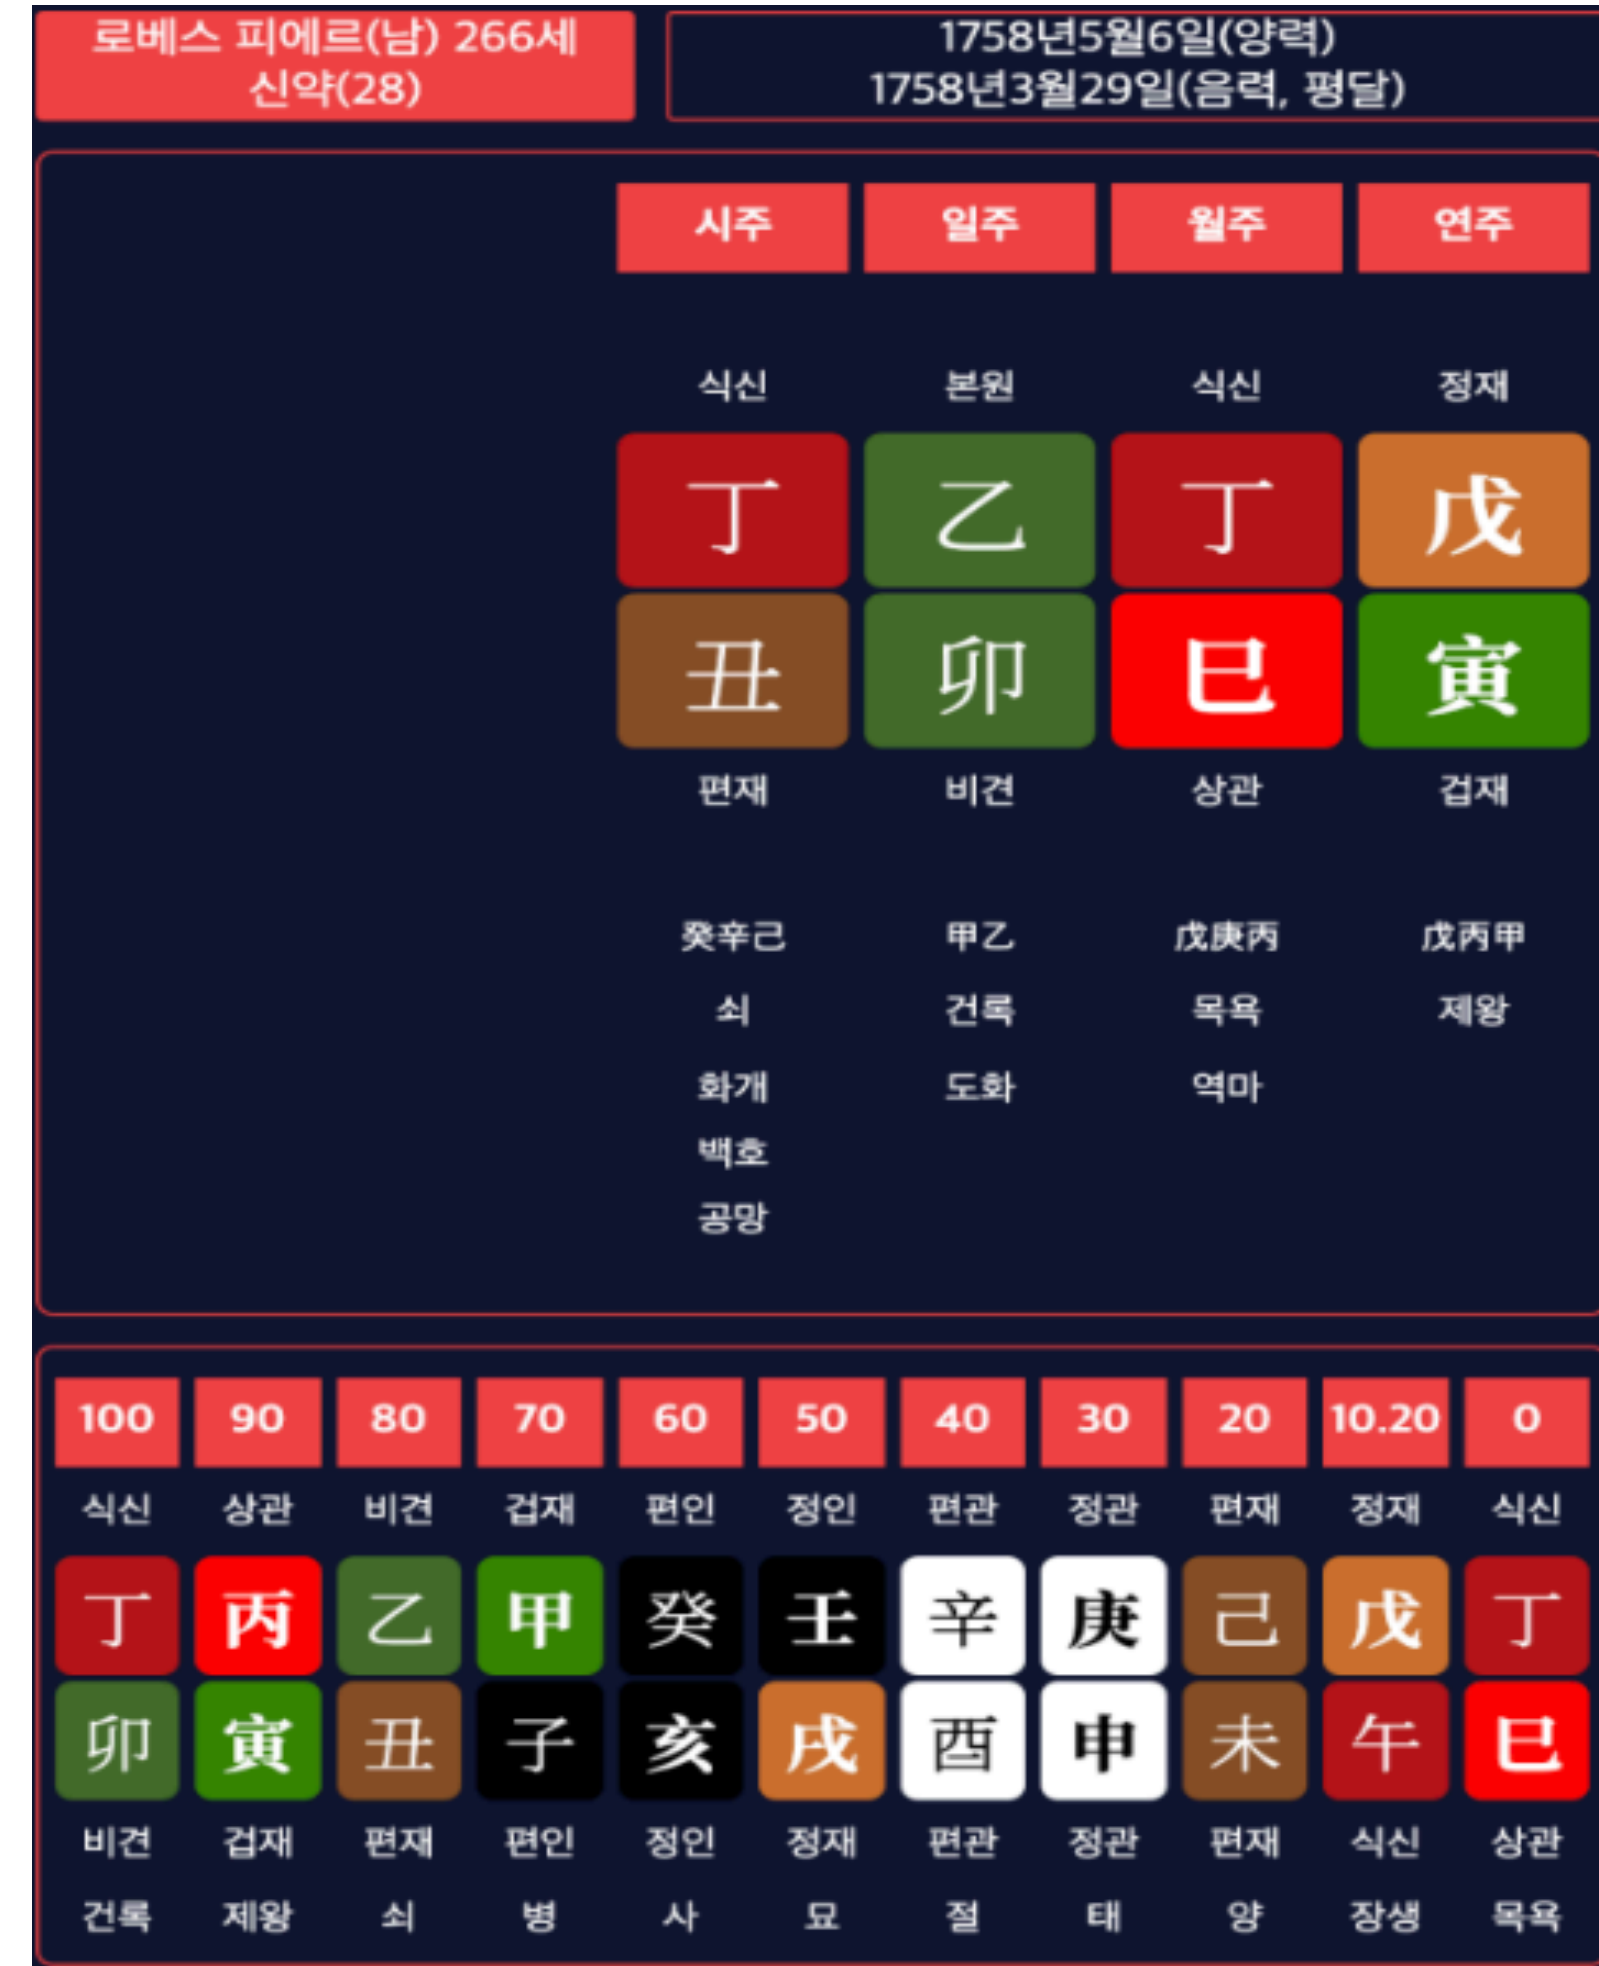 로베스 피에르(남) 266세
신약(28)
1758년5월6일(양력)
1758년3월29일(음력, 평달)
시주 일주 월주 연주
식신 본원 식신 정재
丁 乙 丁 戊
丑 卯 巳 寅
편재 비견 상관 겁재
癸辛己 甲乙 戊庚丙 戊丙甲
쇠 건록 목욕 제왕
화개 도화 역마
백호
공망
100 90 80 70 60 50 40 30 20 10.20 0
식신 상관 비견 겁재 편인 정인 편관 정관 편재 정재 식신
丁 丙 乙 甲 癸 壬 辛 庚 己 戊 丁
卯 寅 丑 子 亥 戌 酉 申 未 午 巳
비견 겁재 편재 편인 정인 정재 편관 정관 편재 식신 상관
건록 제왕 쇠 병 사 묘 절 태 양 장생 목욕